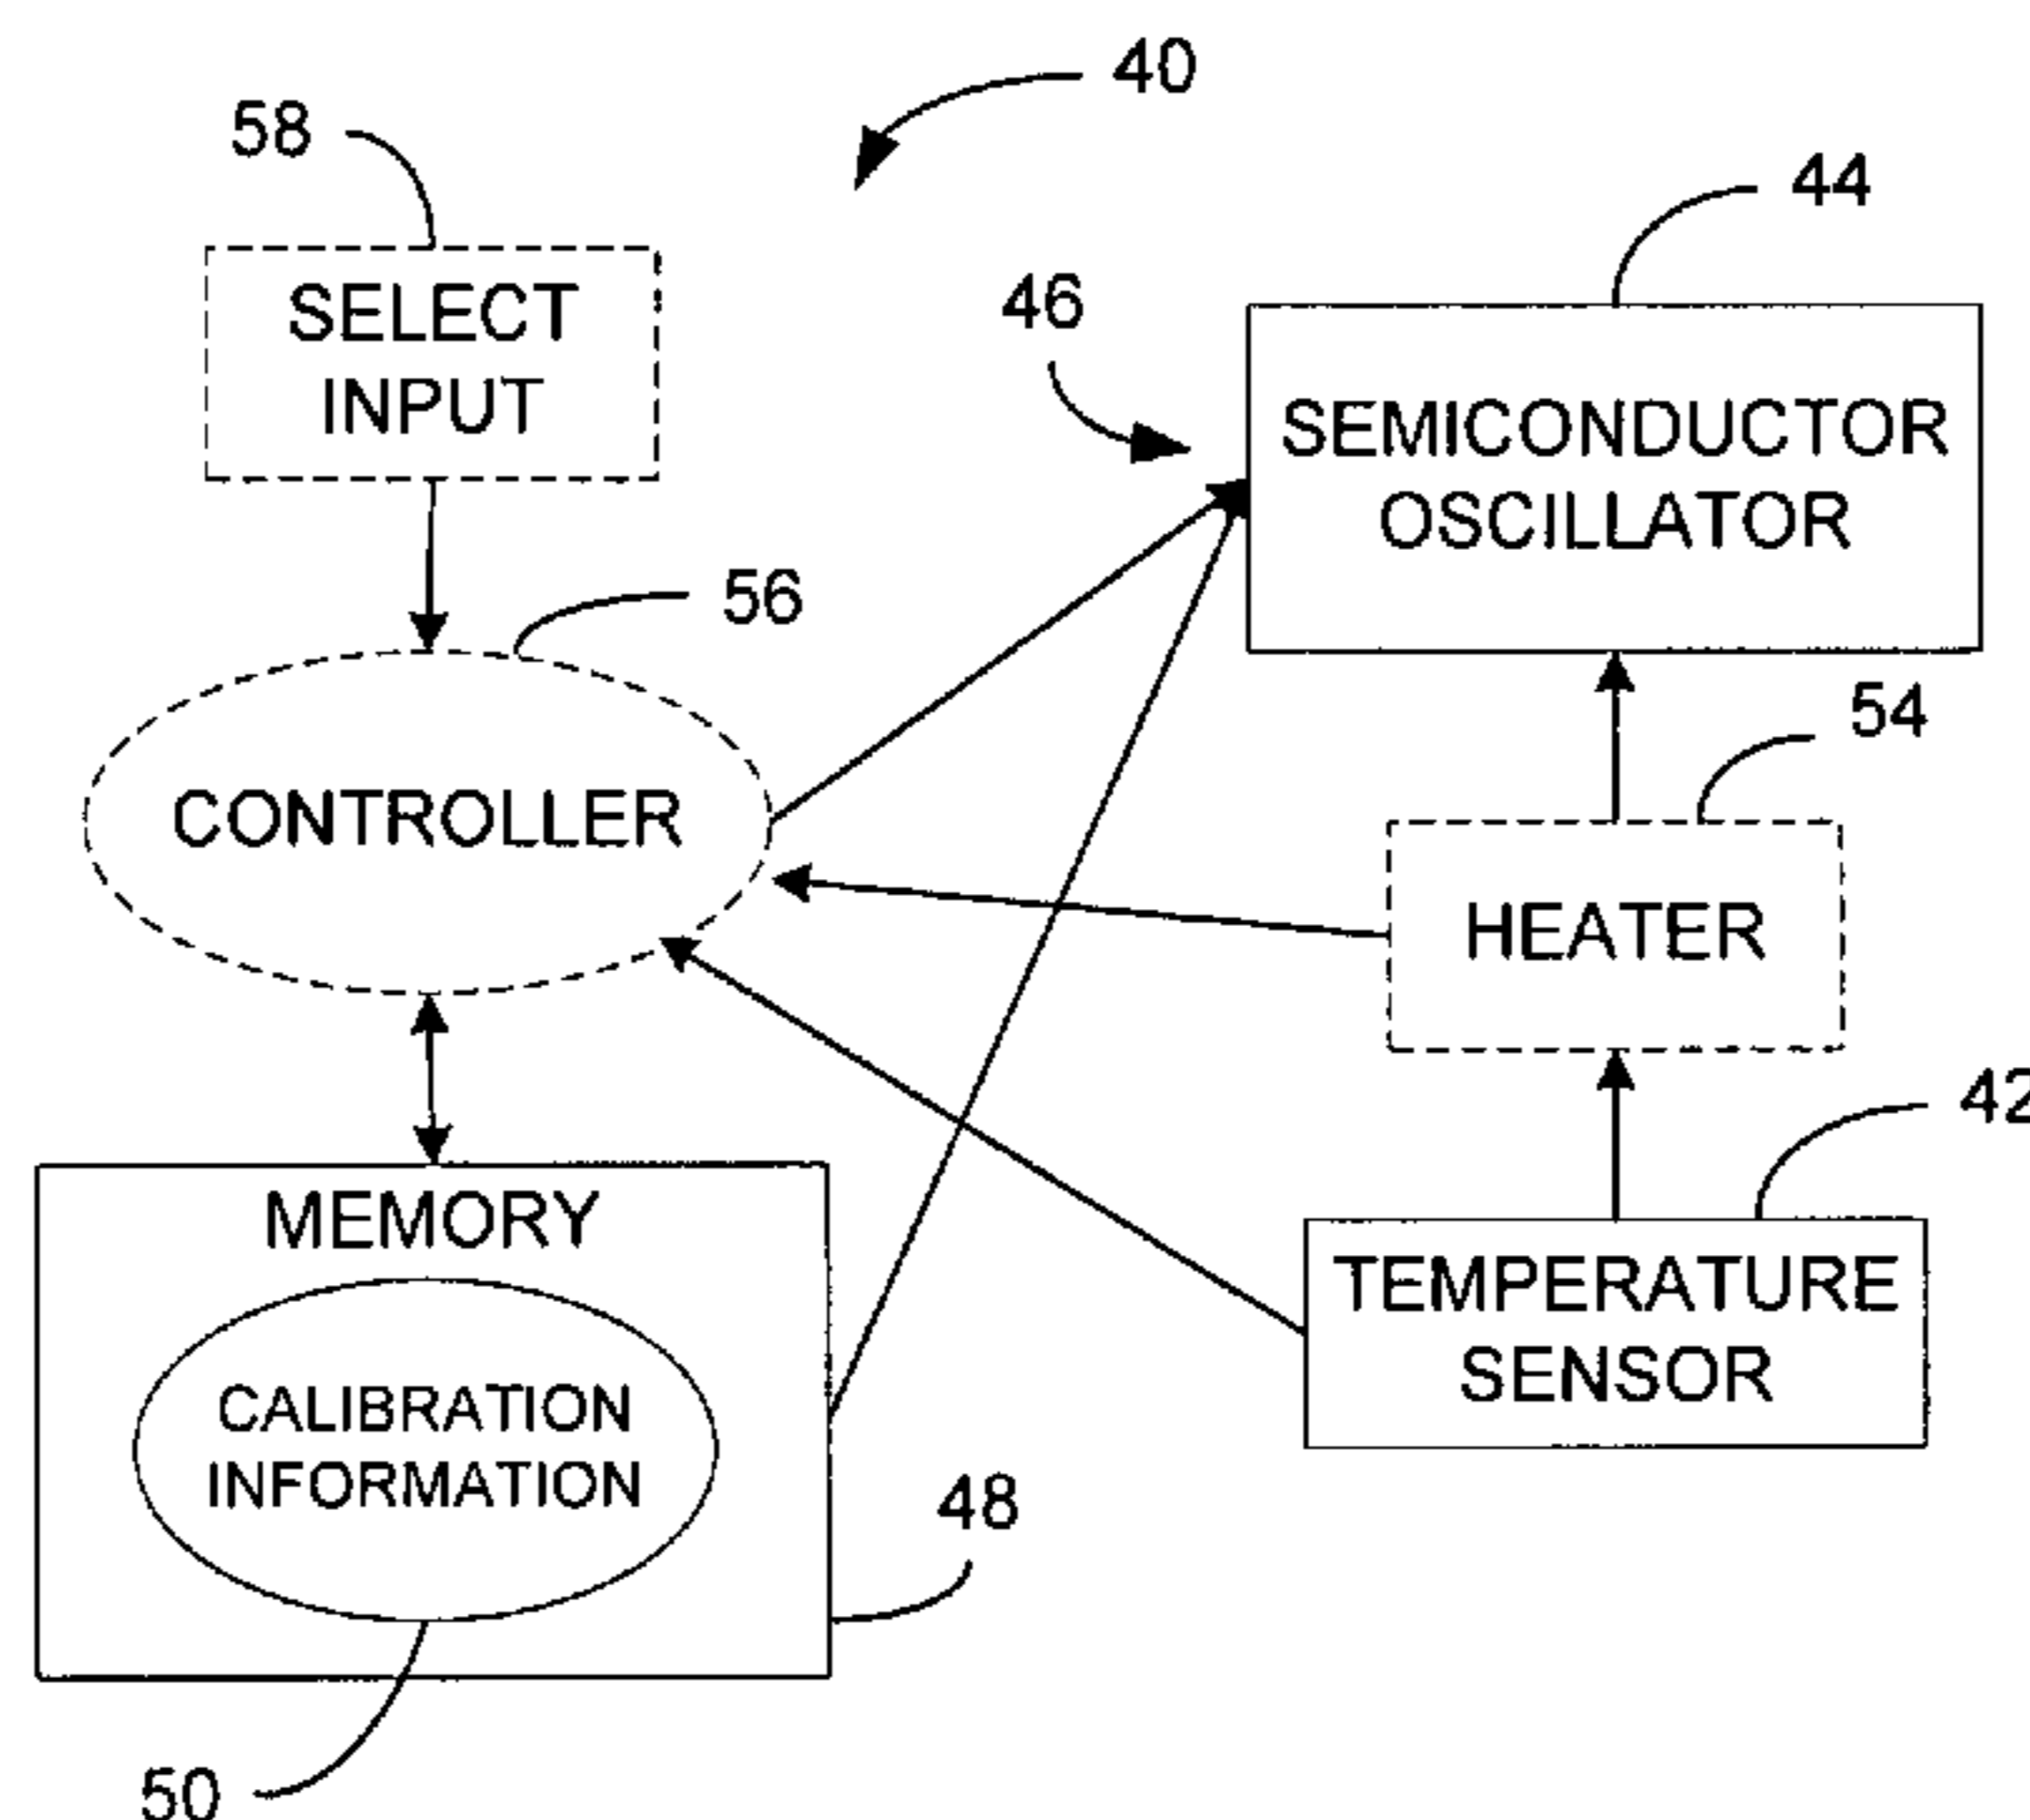 40
58
44
SELECT
INPUT
46
SEMICONDUCTOR
OSCILLATOR
56
54
CONTROLLER
HEATER
42
MEMORY
TEMPERATURE
SENSOR
CALIBRATION
INFORMATION
48
50